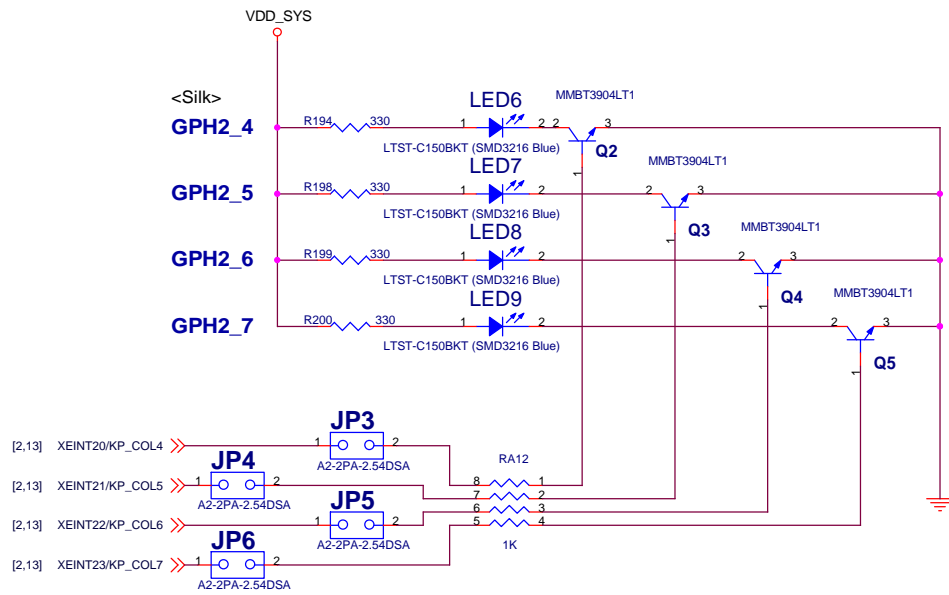 VDD_SYS
<Silk>
GPH2_4
R194
330
1
LED6
2
2
MMBT3904LT1
3
Q2
1
LTST-C150BKT (SMD3216 Blue)
GPH2_5
R198
330
1
LED7
2
2
MMBT3904LT1
3
Q3
1
LTST-C150BKT (SMD3216 Blue)
GPH2_6
R199
330
1
LED8
2
2
MMBT3904LT1
3
Q4
1
LTST-C150BKT (SMD3216 Blue)
GPH2_7
R200
330
1
LED9
2
2
MMBT3904LT1
3
Q5
1
LTST-C150BKT (SMD3216 Blue)
[2,13] XEINT20/KP_COL4
1
JP3
2
A2-2PA-2.54DSA
[2,13] XEINT21/KP_COL5
1
JP4
2
A2-2PA-2.54DSA
[2,13] XEINT22/KP_COL6
1
JP5
2
A2-2PA-2.54DSA
[2,13] XEINT23/KP_COL7
1
JP6
2
A2-2PA-2.54DSA
RA12
8 1
7 2
6 3
5 4
1K